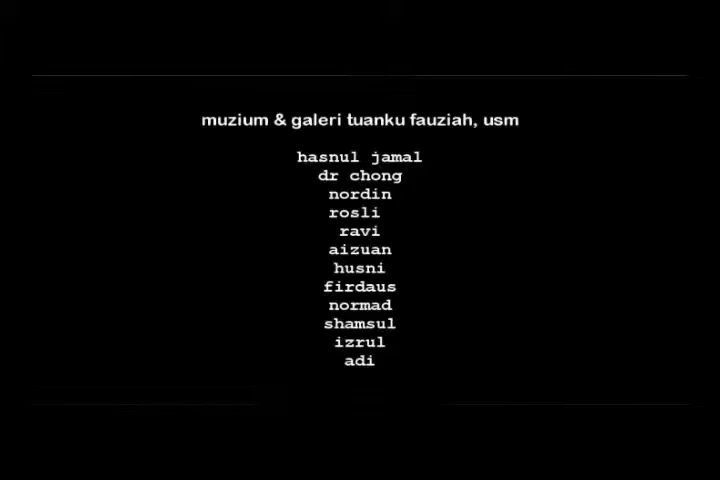 muzium & galeri tuanku fauziah, usm
hasnul jamal
dr chong
nordin
rosli
ravi
aizuan
husni
firdaus
normad
shamsul
izrul
adi